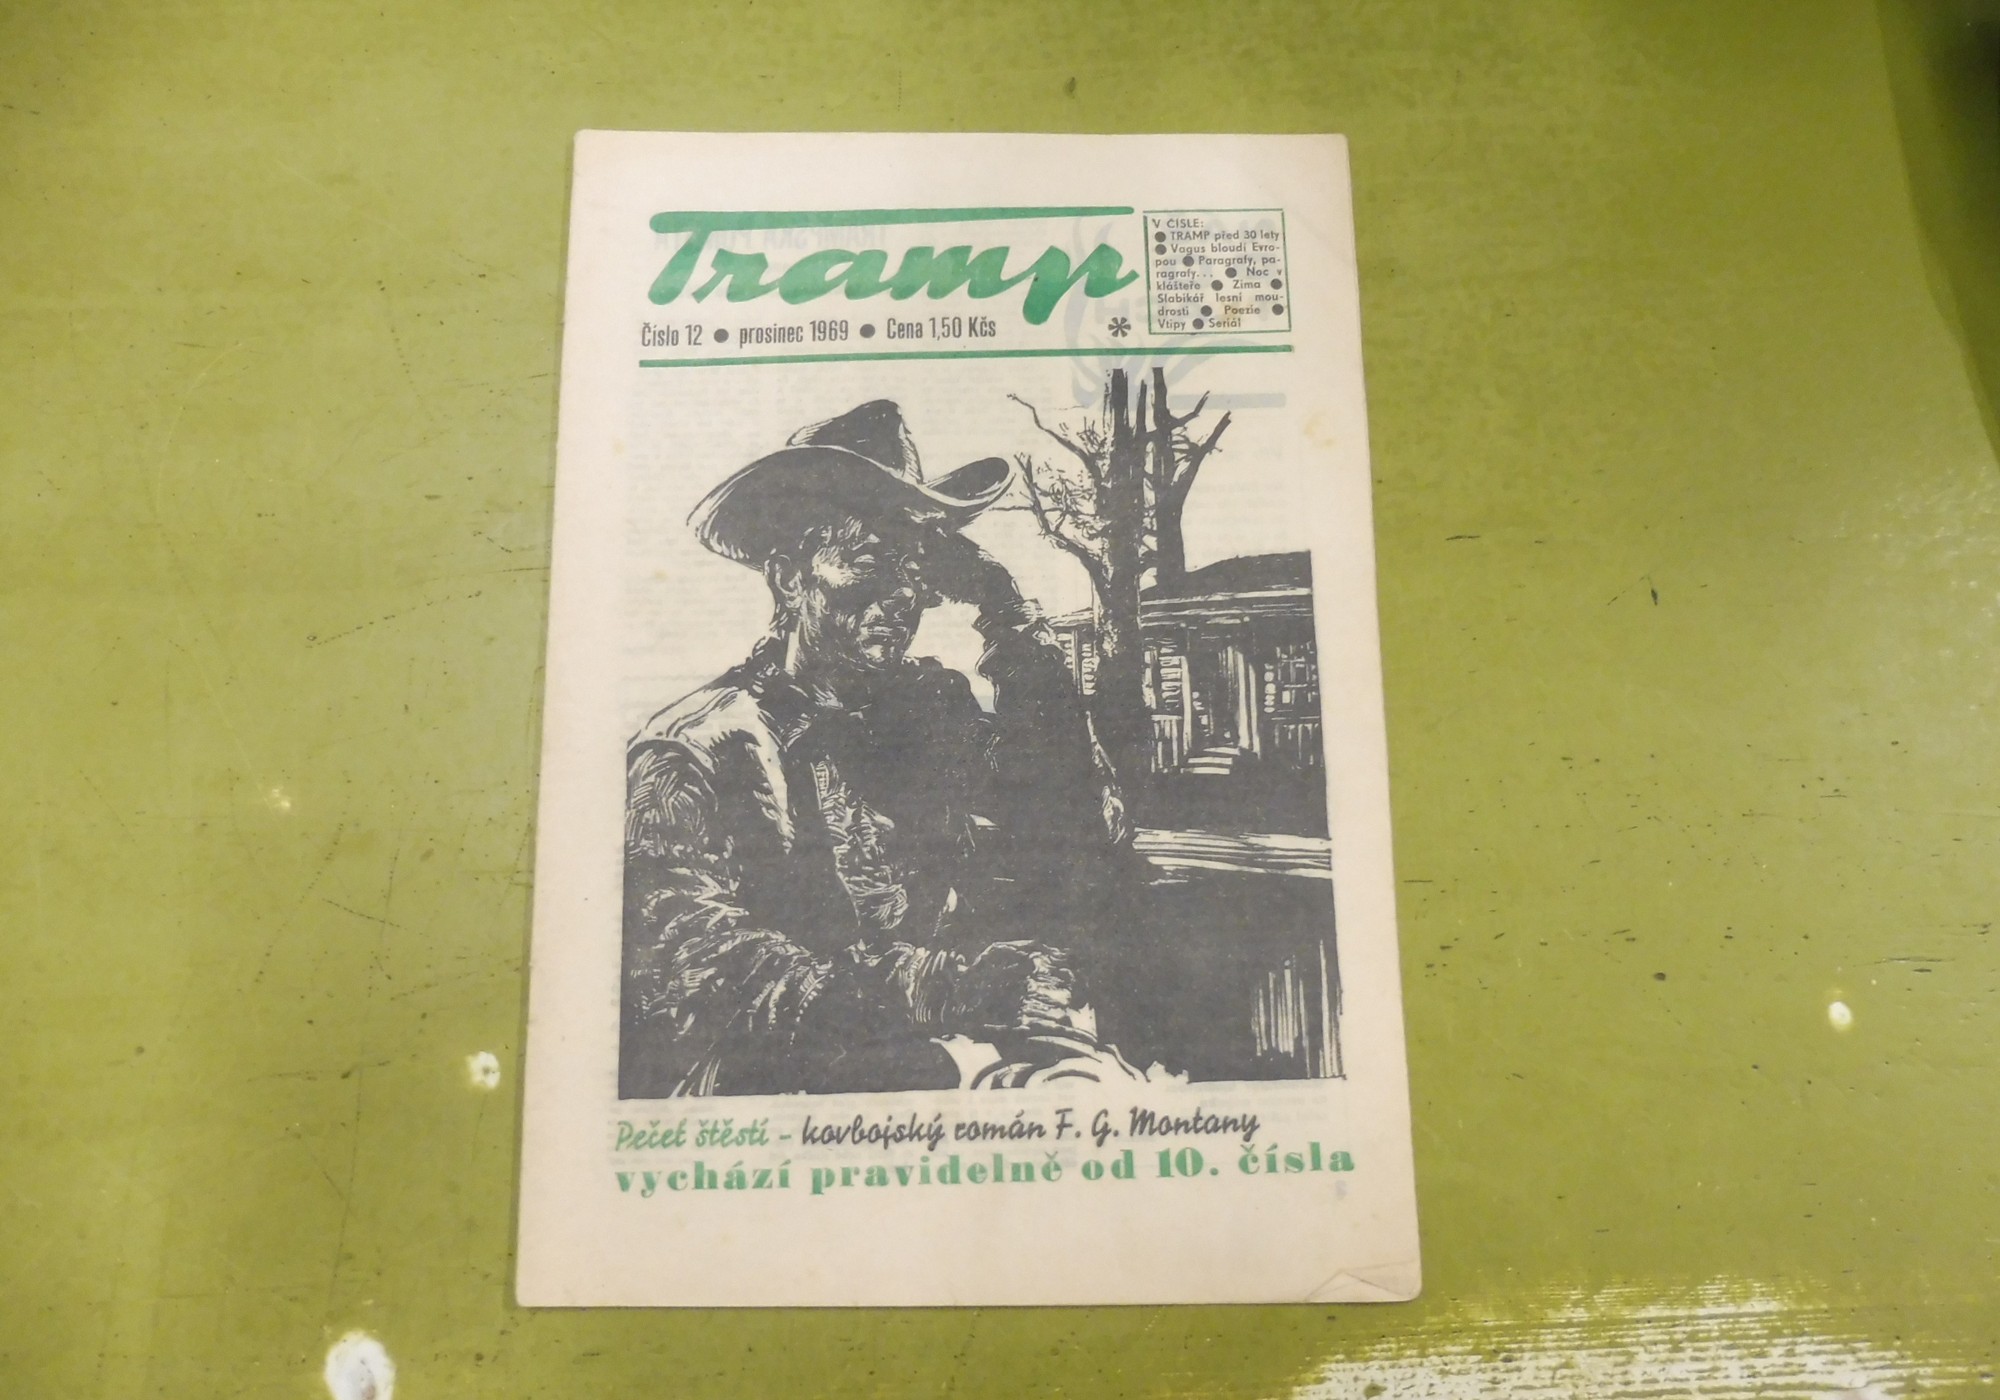 Tramp
Číslo 12 ● prosinec 1969 ● Cena 1,50 Kčs
*
V ČÍSLE:
● TRAMP před 30 lety
● Vagus bloudí Evro-
pou ● Paragrafy, pa-
ragrafy... ● Noc v
klášteře ● Zima ●
Slabikář lesní mou-
drosti ● Poezie ●
Vtipy ● Seriál
Pečeť štěstí - kovbojský román F. G. Montany
vychází pravidelně od 10. čísla